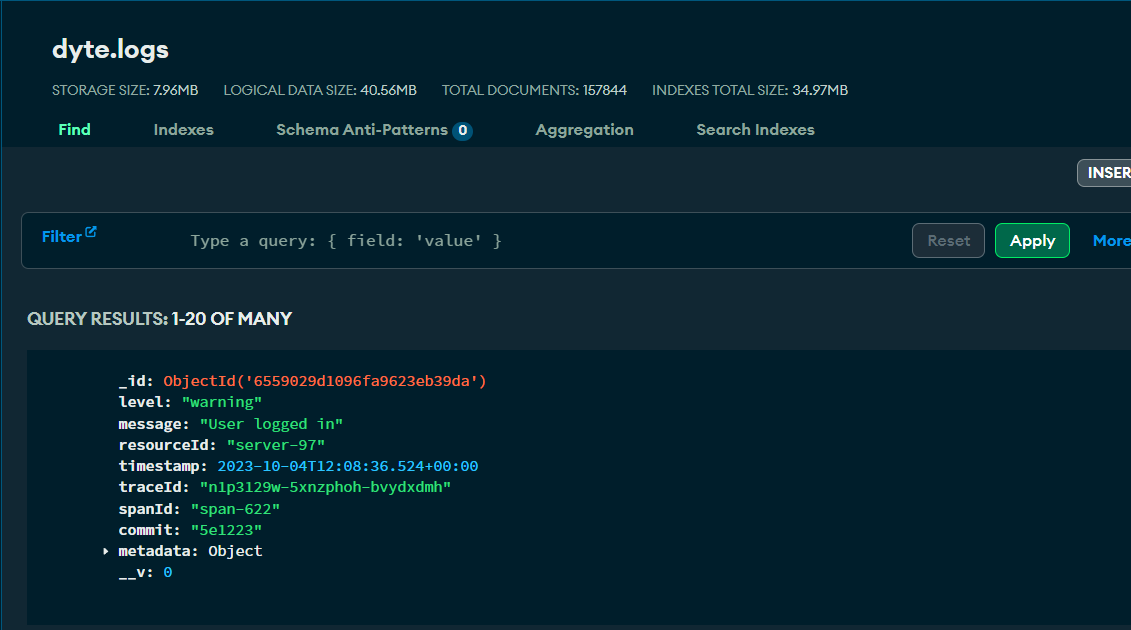 dyte.logs
STORAGE SIZE: 7.96MB LOGICAL DATA SIZE: 40.56MB TOTAL DOCUMENTS: 157844 INDEXES TOTAL SIZE: 34.97MB
Find Indexes Schema Anti-Patterns 0 Aggregation Search Indexes
INSER
Filter Type a query: { field: 'value' } Reset Apply More
QUERY RESULTS: 1-20 OF MANY
_id: ObjectId('6559029d1096fa9623eb39da')
level: "warning"
message: "User logged in"
resourceId: "server-97"
timestamp: 2023-10-04T12:08:36.524+00:00
traceId: "n1p3129w-5xnzphoh-bvydxdmh"
spanId: "span-622"
commit: "5e1223"
metadata: Object
__v: 0